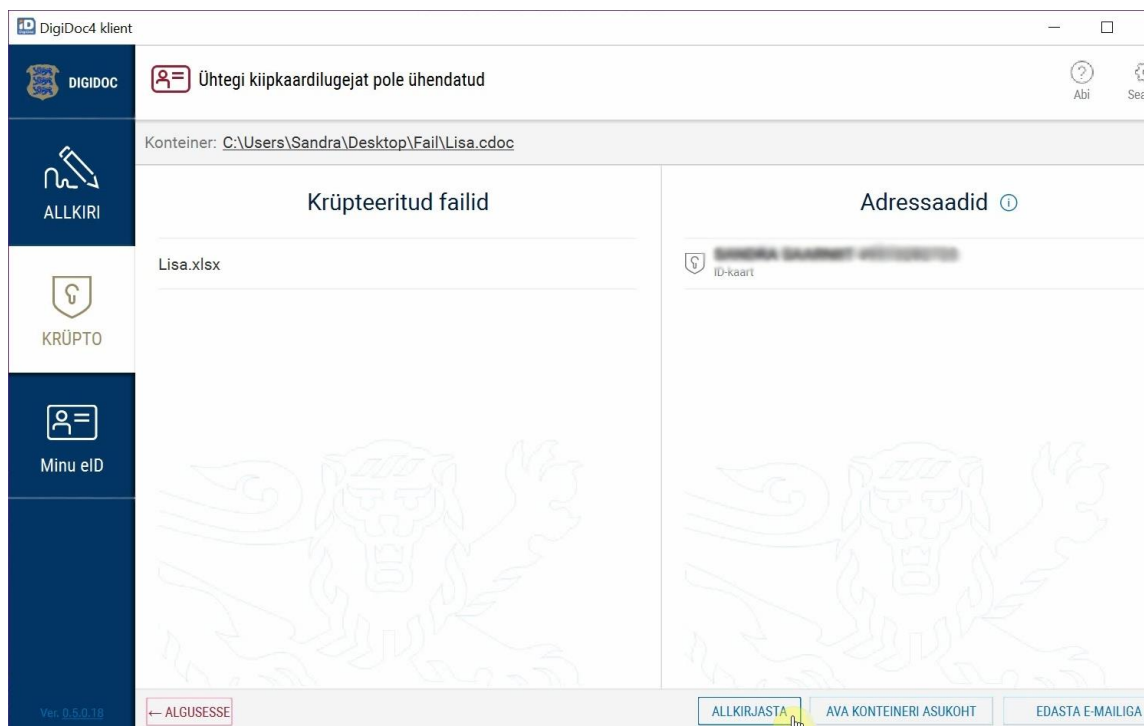 DigiDoc4 klient
DIGIDOC
Ühtegi kiipkaardilugejat pole ühendatud
Abi
Konteiner: C:\Users\Sandra\Desktop\Fail\Lisa.cdoc
ALLKIRI
KRÜPTO
Minu eID
Krüpteeritud failid
Lisa.xlsx
Adressaadid
ID-kaart
Ver. 0.5.0.18
← ALGUSESSE
ALLKIRJASTA
AVA KONTEINERI ASUKOHT
EDASTA E-MAILIGA